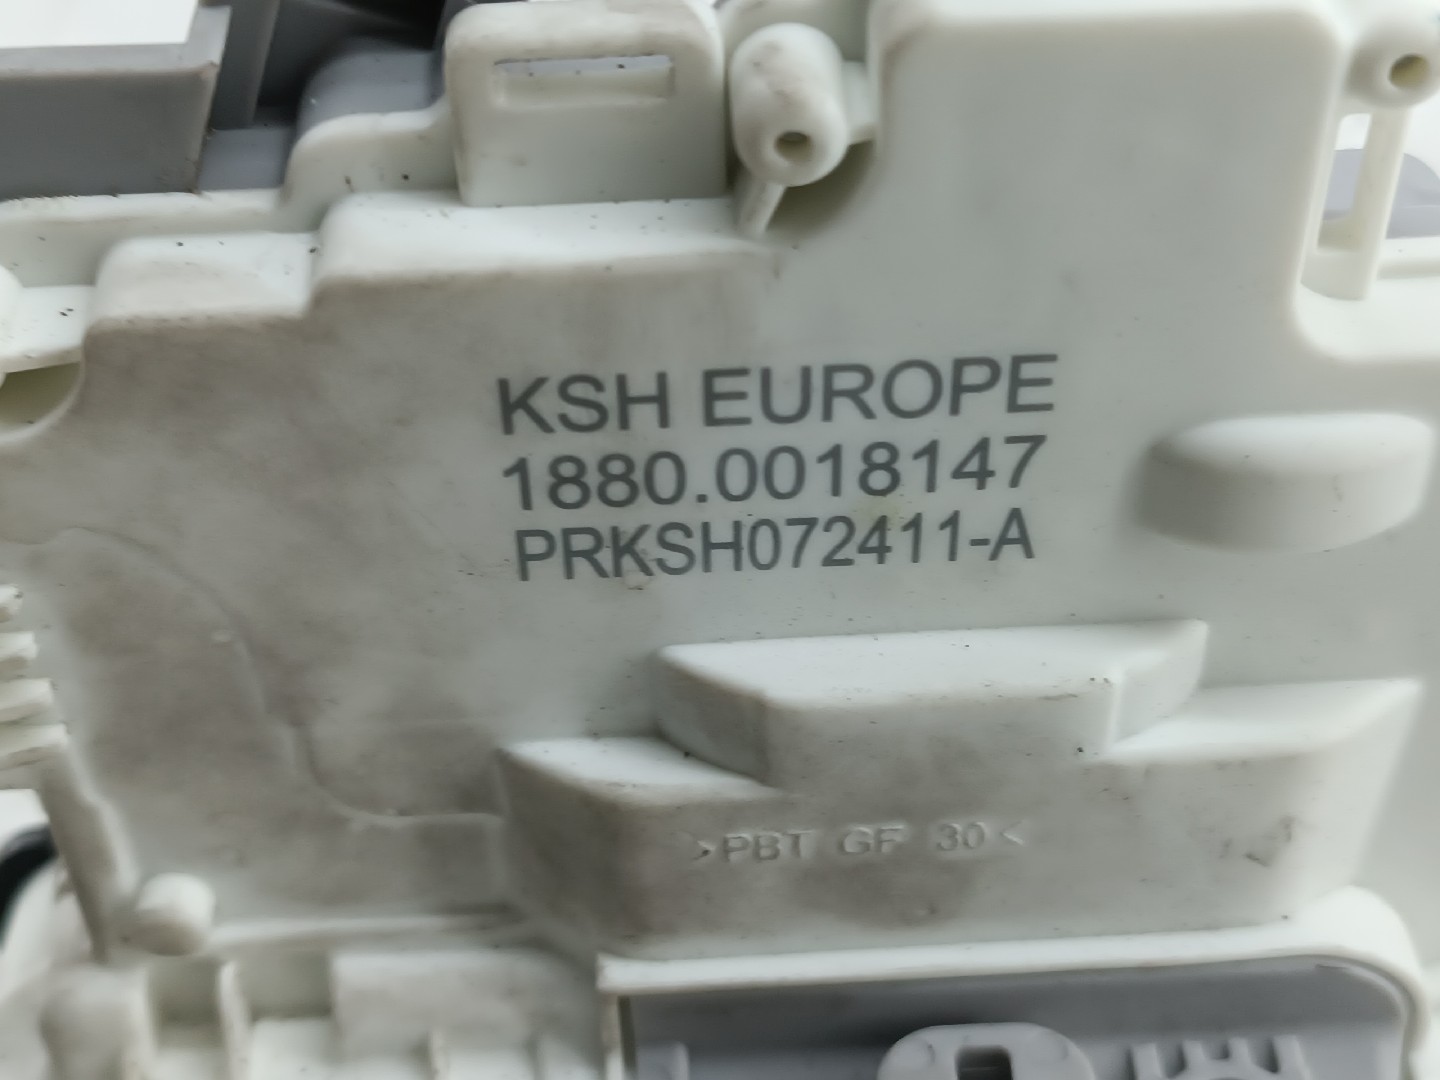 KSH EUROPE
1880.0018147
PRKSH072411-A
>PBT GF 30<